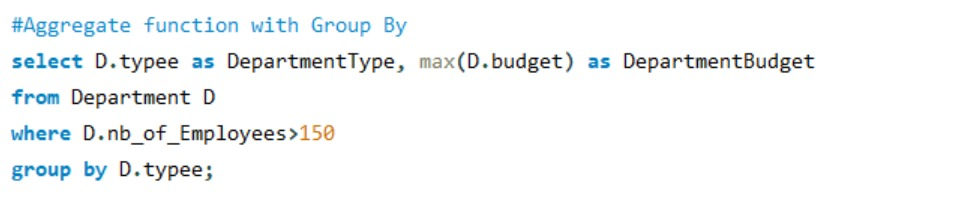 #Aggregate function with Group By
select D.typee as DepartmentType, max(D.budget) as DepartmentBudget
from Department D
where D.nb_of_Employees>150
group by D.typee;